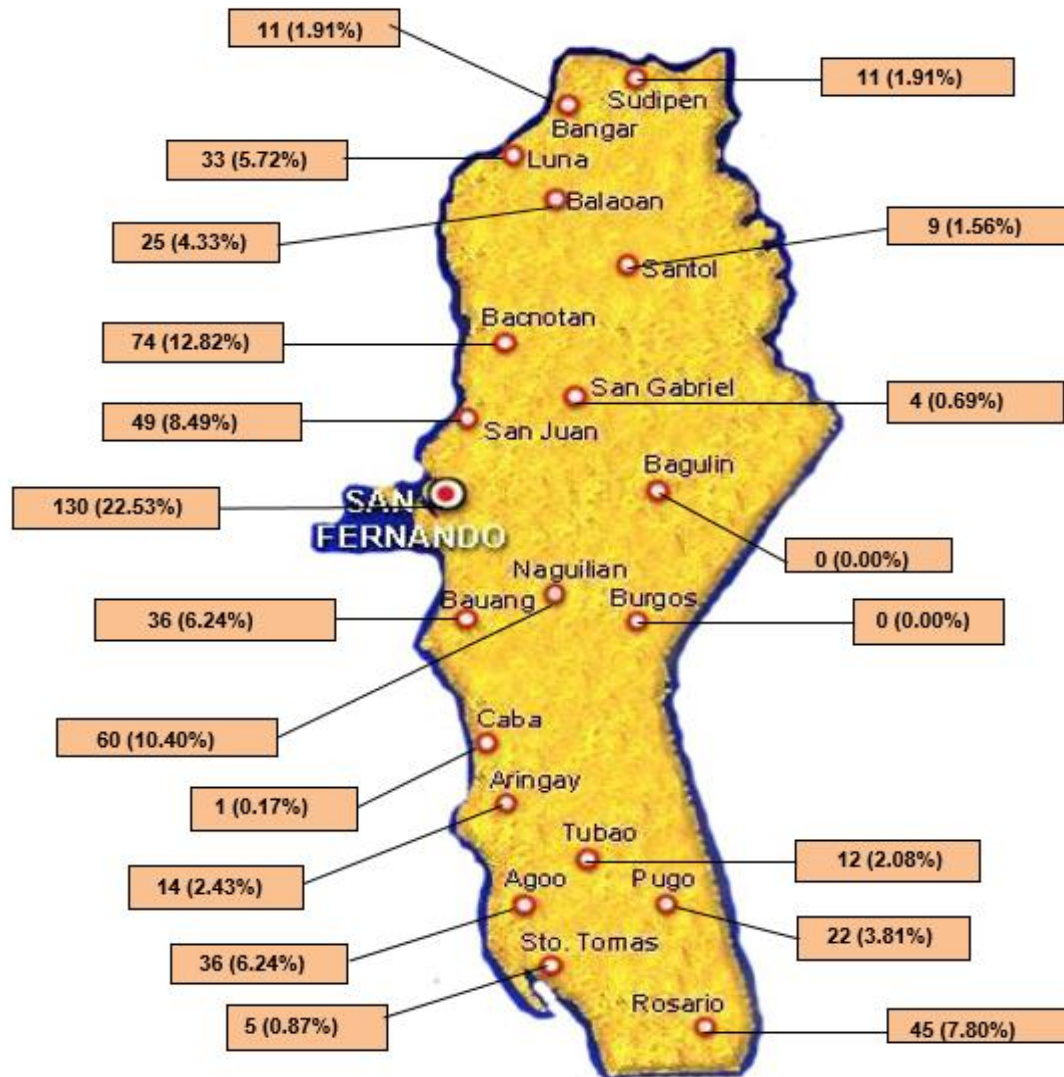 11 (1.91%)
11 (1.91%)
Sudipen
Bangar
33 (5.72%)
Luna
Balaoan
25 (4.33%)
9 (1.56%)
Santol
Bacnotan
74 (12.82%)
San Gabriel
4 (0.69%)
49 (8.49%)
San Juan
Bagulin
130 (22.53%)
SAN
FERNANDO
0 (0.00%)
Naguilian
36 (6.24%)
Bauang
Burgos
0 (0.00%)
60 (10.40%)
Caba
1 (0.17%)
Aringay
Tubao
12 (2.08%)
14 (2.43%)
Agoo
Pugo
22 (3.81%)
36 (6.24%)
Sto. Tomas
5 (0.87%)
Rosario
45 (7.80%)